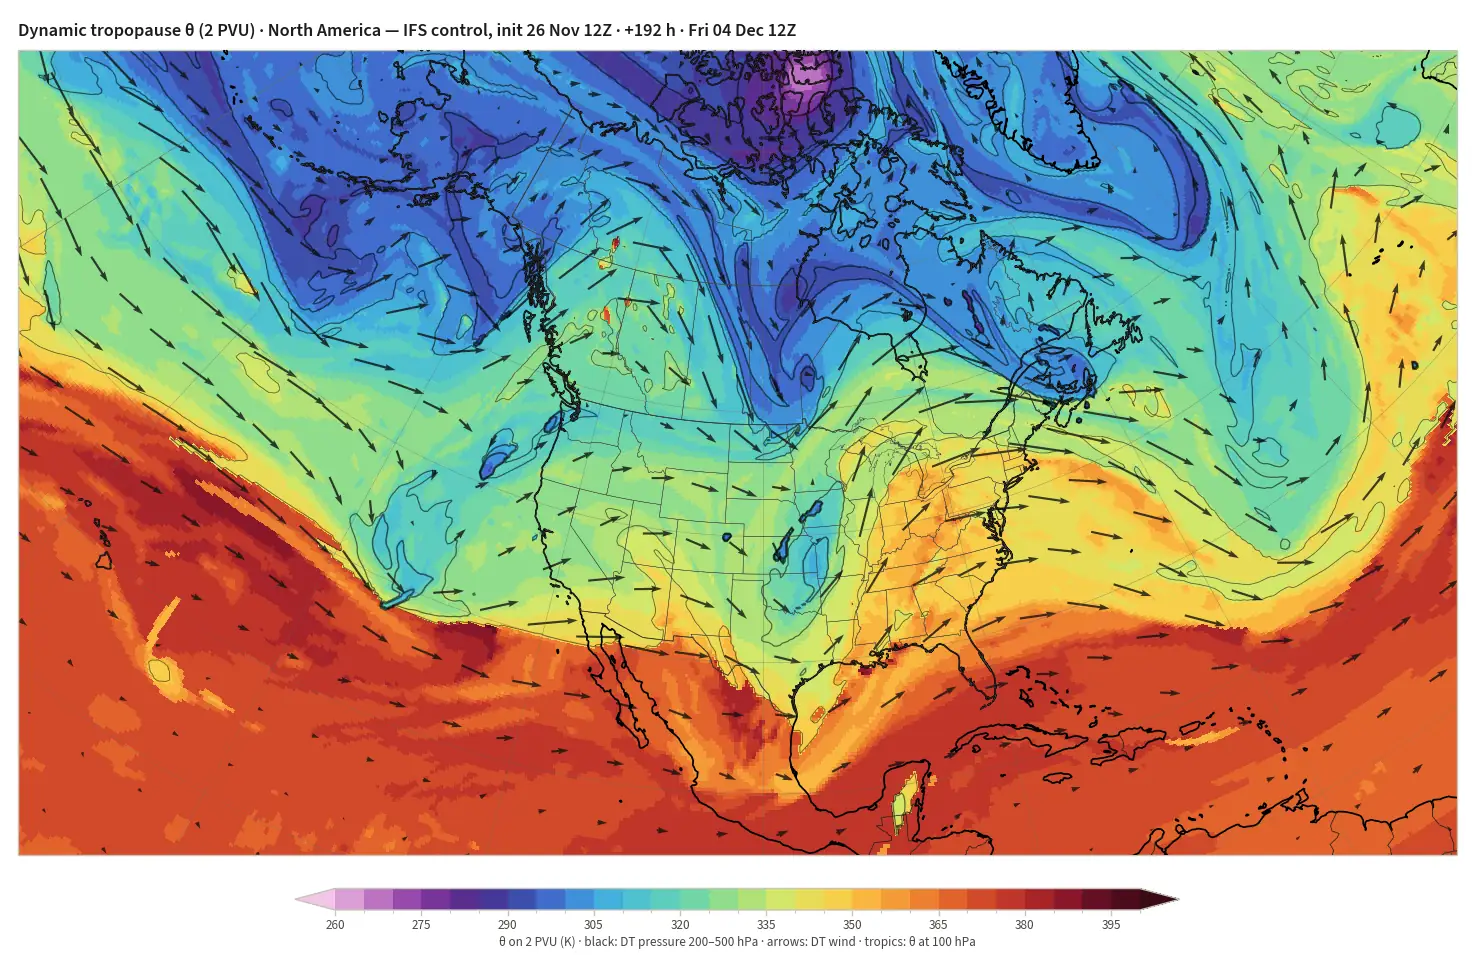 Dynamic tropopause θ (2 PVU) · North America — IFS control, init 26 Nov 12Z · +192 h · Fri 04 Dec 12Z
260 275 290 305 320 335 350 365 380 395
θ on 2 PVU (K) · black: DT pressure 200–500 hPa · arrows: DT wind · tropics: θ at 100 hPa